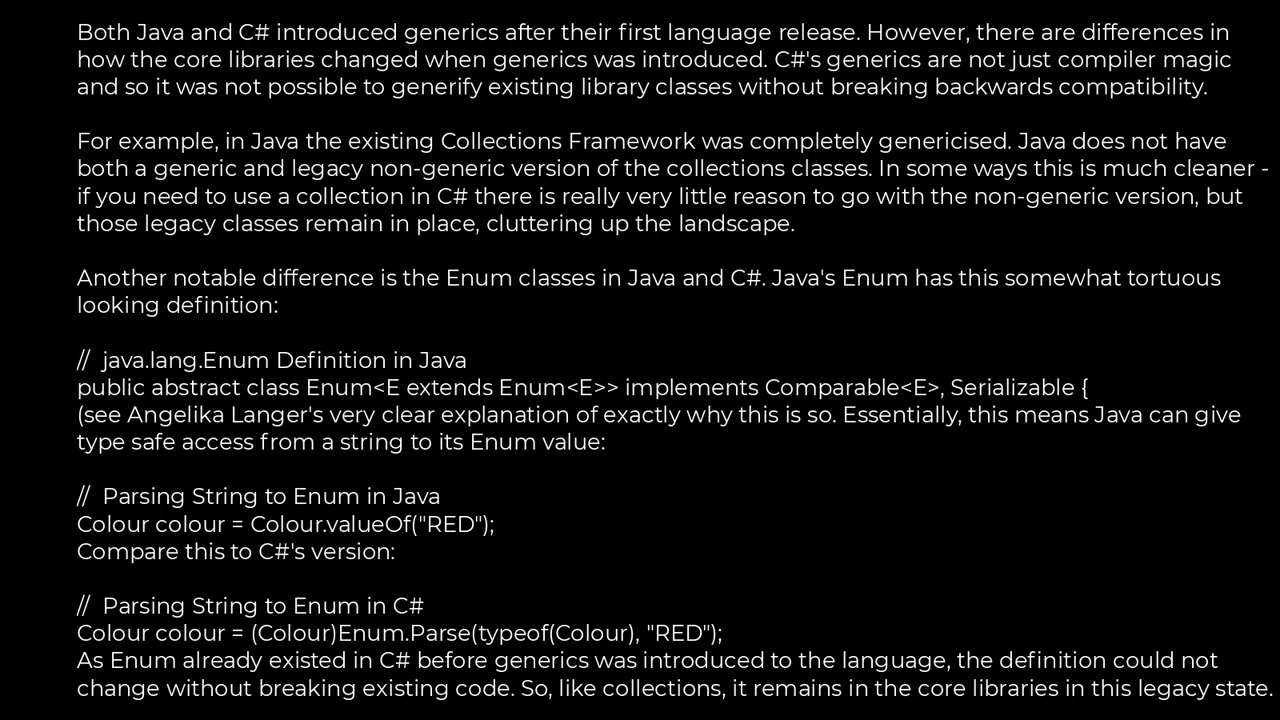 Both Java and C# introduced generics after their first language release. However, there are differences in
how the core libraries changed when generics was introduced. C#'s generics are not just compiler magic
and so it was not possible to generify existing library classes without breaking backwards compatibility.
For example, in Java the existing Collections Framework was completely genericised. Java does not have
both a generic and legacy non-generic version of the collections classes. In some ways this is much cleaner -
if you need to use a collection in C# there is really very little reason to go with the non-generic version, but
those legacy classes remain in place, cluttering up the landscape.
Another notable difference is the Enum classes in Java and C#. Java's Enum has this somewhat tortuous
looking definition:
//  java.lang.Enum Definition in Java
public abstract class Enum<E extends Enum<E>> implements Comparable<E>, Serializable {
(see Angelika Langer's very clear explanation of exactly why this is so. Essentially, this means Java can give
type safe access from a string to its Enum value:
//  Parsing String to Enum in Java
Colour colour = Colour.valueOf("RED");
Compare this to C#'s version:
//  Parsing String to Enum in C#
Colour colour = (Colour)Enum.Parse(typeof(Colour), "RED");
As Enum already existed in C# before generics was introduced to the language, the definition could not
change without breaking existing code. So, like collections, it remains in the core libraries in this legacy state.